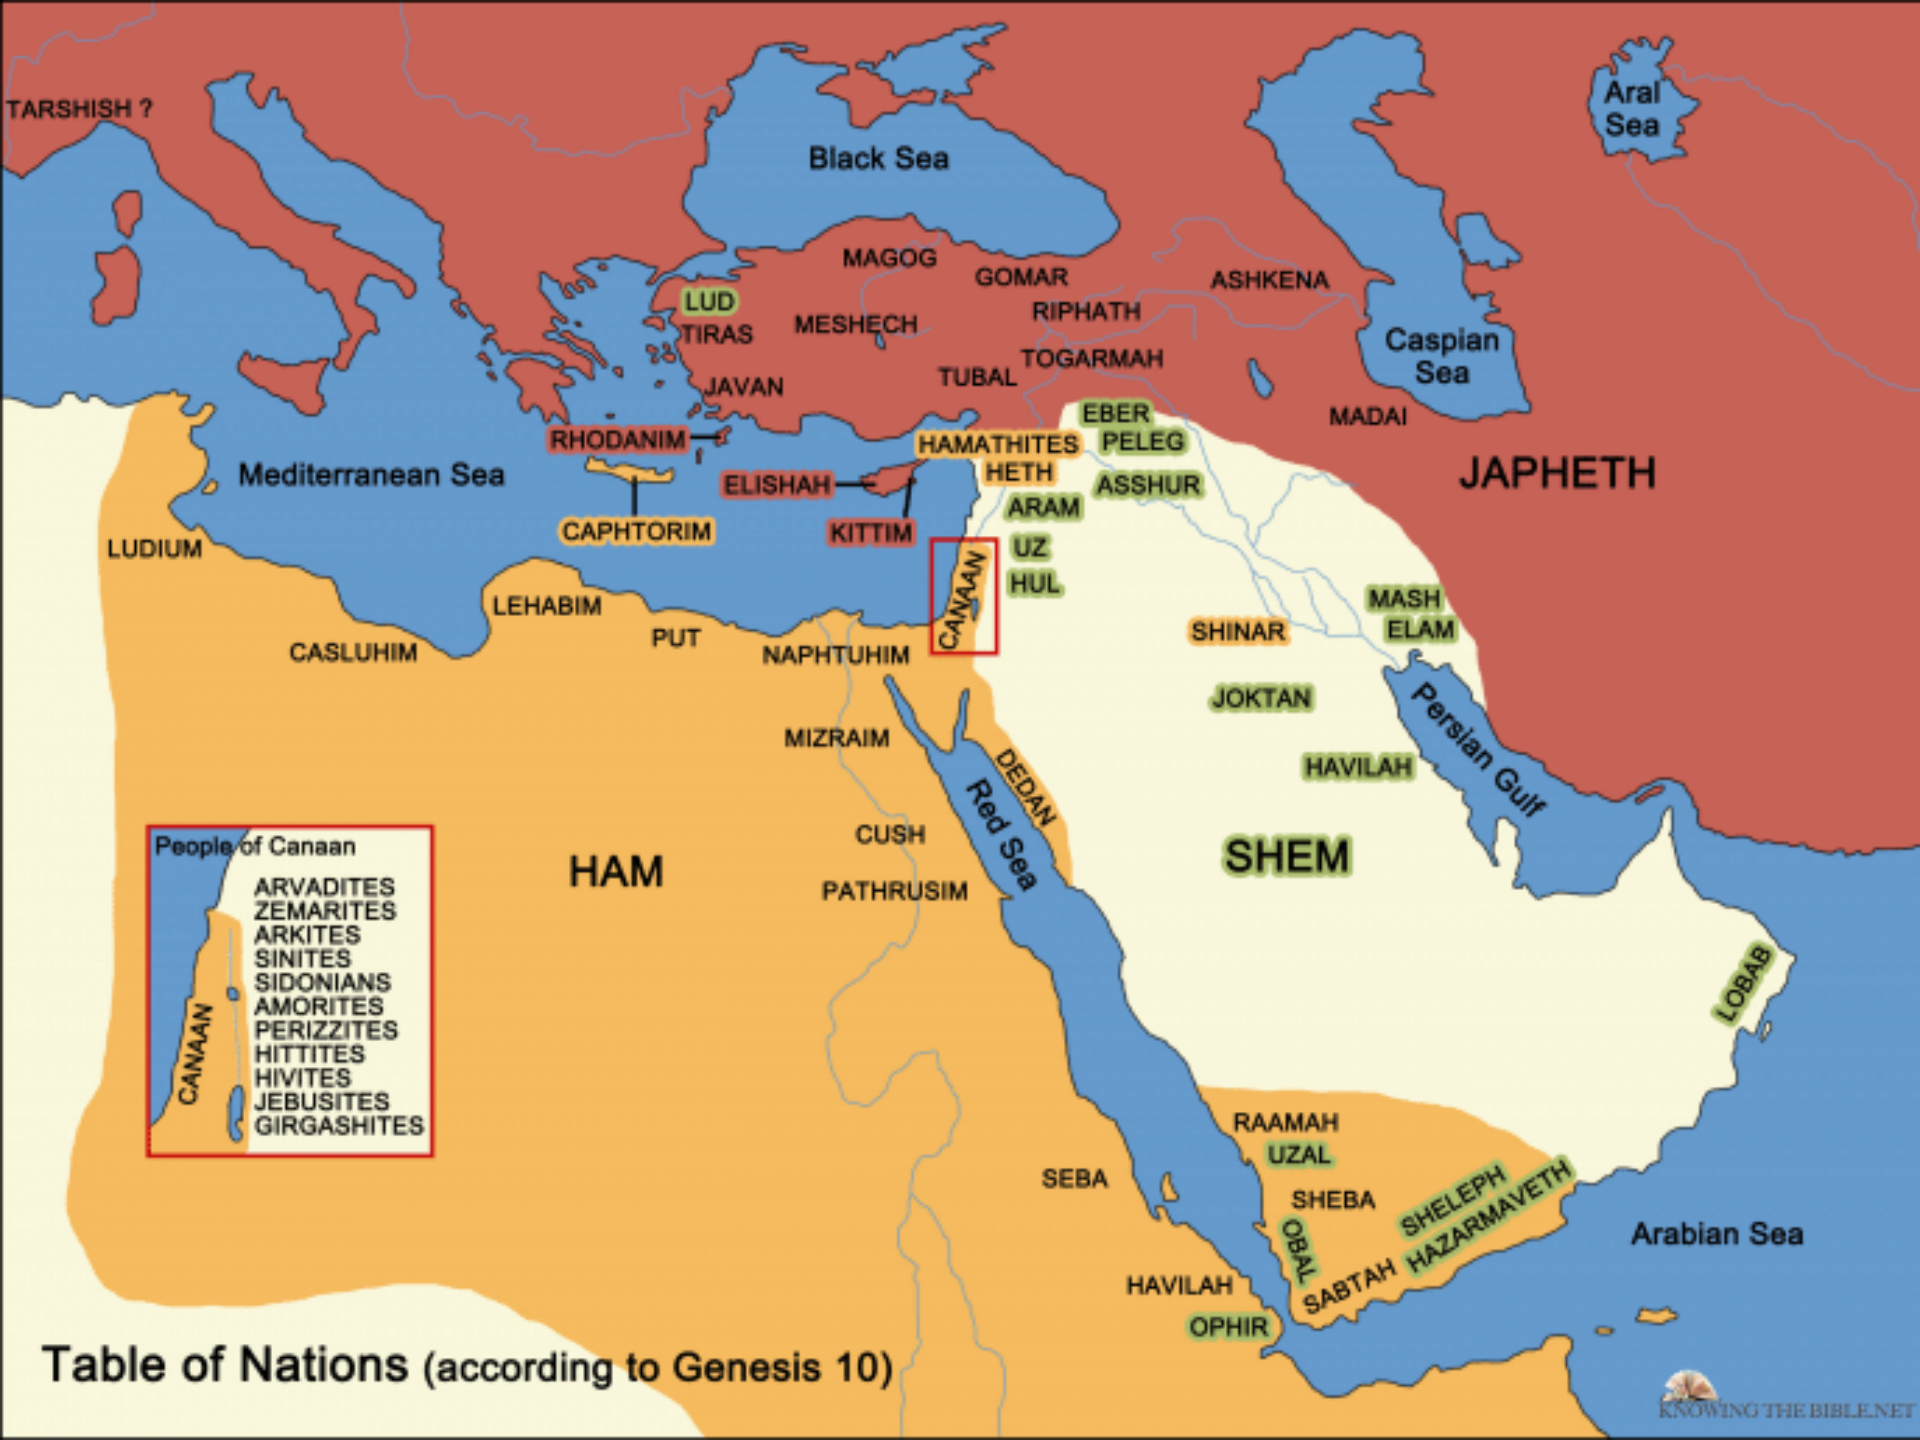 TARSHISH ?
Aral
Sea
Black Sea
MAGOG
GOMAR
ASHKENA
LUD
TIRAS
MESHECH
RIPHATH
Caspian
Sea
TOGARMAH
TUBAL
JAVAN
MADAI
EBER
RHODANIM
HAMATHITES
PELEG
Mediterranean Sea
HETH
JAPHETH
ELISHAH
ASSHUR
ARAM
CAPHTORIM
KITTIM
LUDIUM
UZ
CANAAN
HUL
LEHABIM
MASH
PUT
SHINAR
ELAM
CASLUHIM
NAPHTUHIM
JOKTAN
Persian Gulf
MIZRAIM
DEDAN
HAVILAH
Red Sea
CUSH
HAM
SHEM
PATHRUSIM
People of Canaan
ARVADITES
ZEMARITES
ARKITES
SINITES
SIDONIANS
AMORITES
PERIZZITES
HITTITES
HIVITES
JEBUSITES
GIRGASHITES
CANAAN
LOBAB
RAAMAH
UZAL
SEBA
SHEBA
SHELEPH
HAZARMAVETH
OBAL
SABTAH
Arabian Sea
HAVILAH
OPHIR
Table of Nations (according to Genesis 10)
KNOWING THE BIBLE.NET